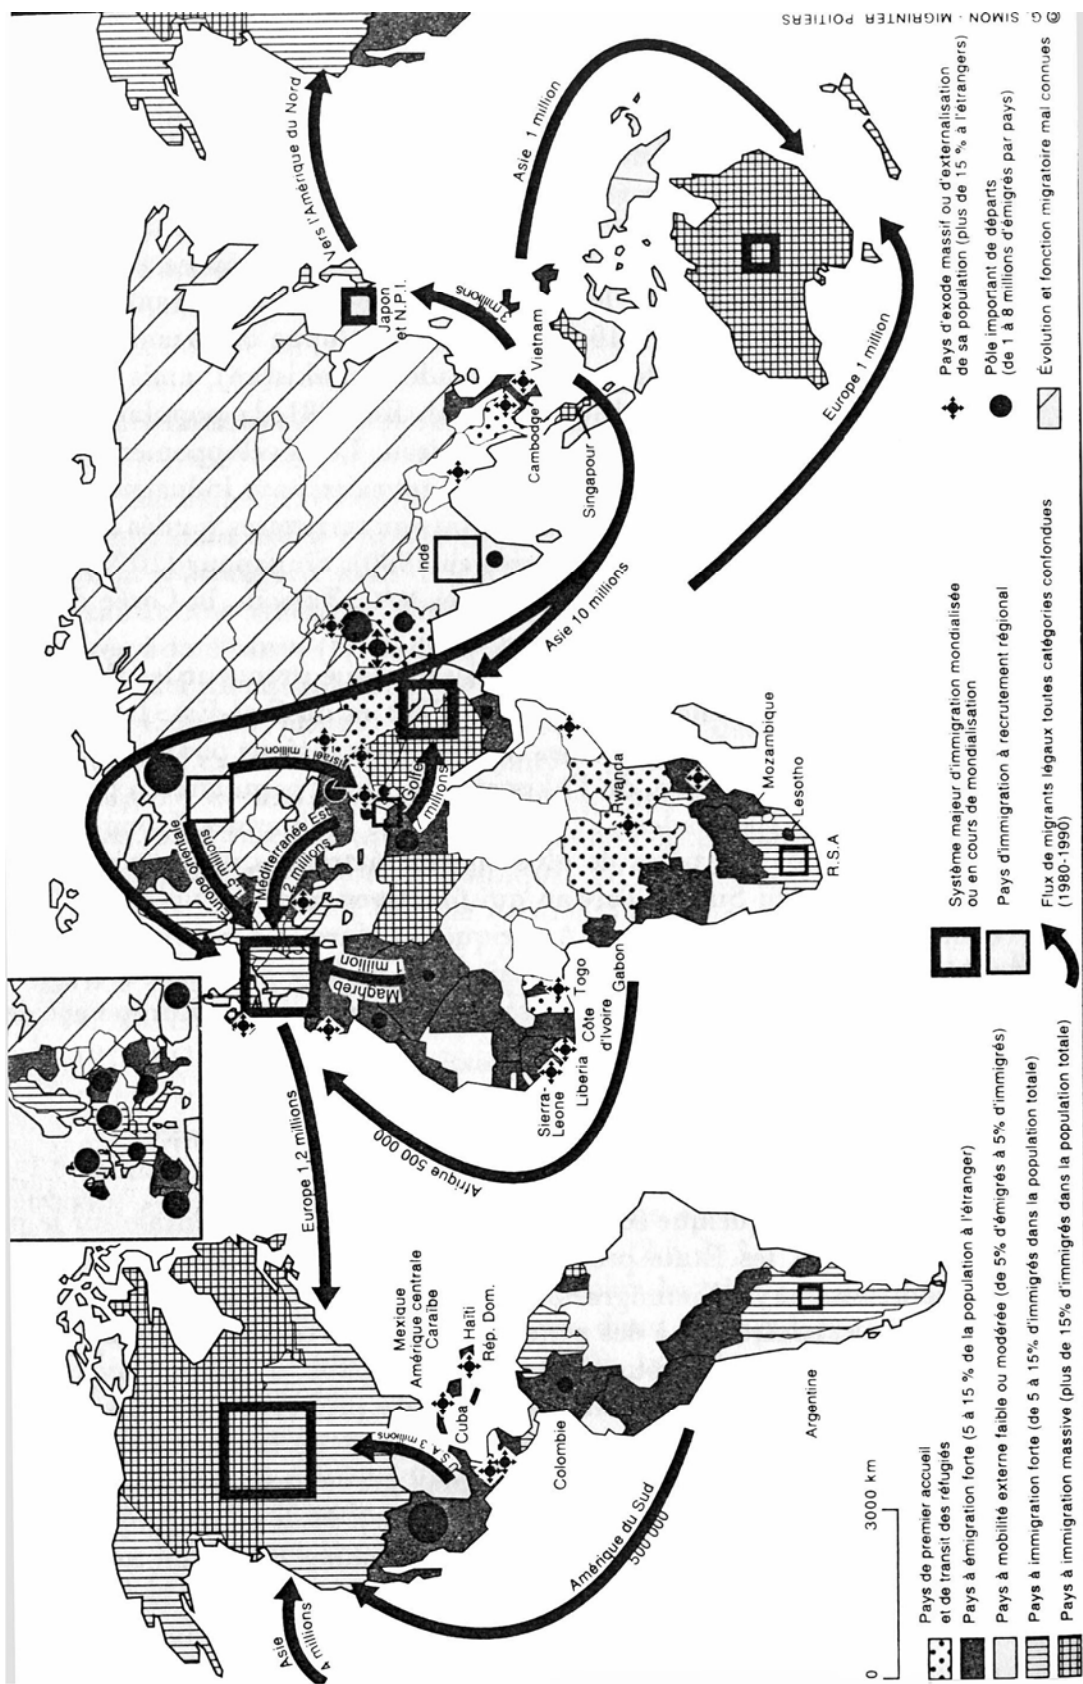 © G. SIMON - MIGRINTER POITIERS
Vers l'Amérique du Nord
Asie 1 million
Japon
et N.P.I.
3 millions
Vietnam
Cambodge
Singapour
Inde
Europe 1 million
Asie 10 millions
Israël 1 million
Golfe
7 millions
Europe orientale
1,5 millions
Méditerranée Est
2 millions
Maghreb
1 million
Rwanda
Mozambique
Lesotho
R.S.A.
Gabon
Togo
Côte
d'Ivoire
Liberia
Sierra-
Leone
Afrique 500 000
Europe 1,2 millions
Mexique
Amérique centrale
Caraïbe
Haïti
Rép. Dom.
Cuba
U.S.A. 3 millions
Colombie
Argentine
Amérique du Sud
500 000
Asie
4 millions
0
3000 km
Pays de premier accueil
et de transit des réfugiés
Pays à émigration forte (5 à 15 % de la population à l'étranger)
Pays à mobilité externe faible ou modérée (de 5% d'émigrés à 5% d'immigrés)
Pays à immigration forte (de 5 à 15% d'immigrés dans la population totale)
Pays à immigration massive (plus de 15% d'immigrés dans la population totale)
Système majeur d'immigration mondialisée
ou en cours de mondialisation
Pays d'immigration à recrutement régional
Flux de migrants légaux toutes catégories confondues
(1980-1990)
Pays d'exode massif ou d'externalisation
de sa population (plus de 15 % à l'étrangers)
Pôle important de départs
(de 1 à 8 millions d'émigrés par pays)
Évolution et fonction migratoire mal connues